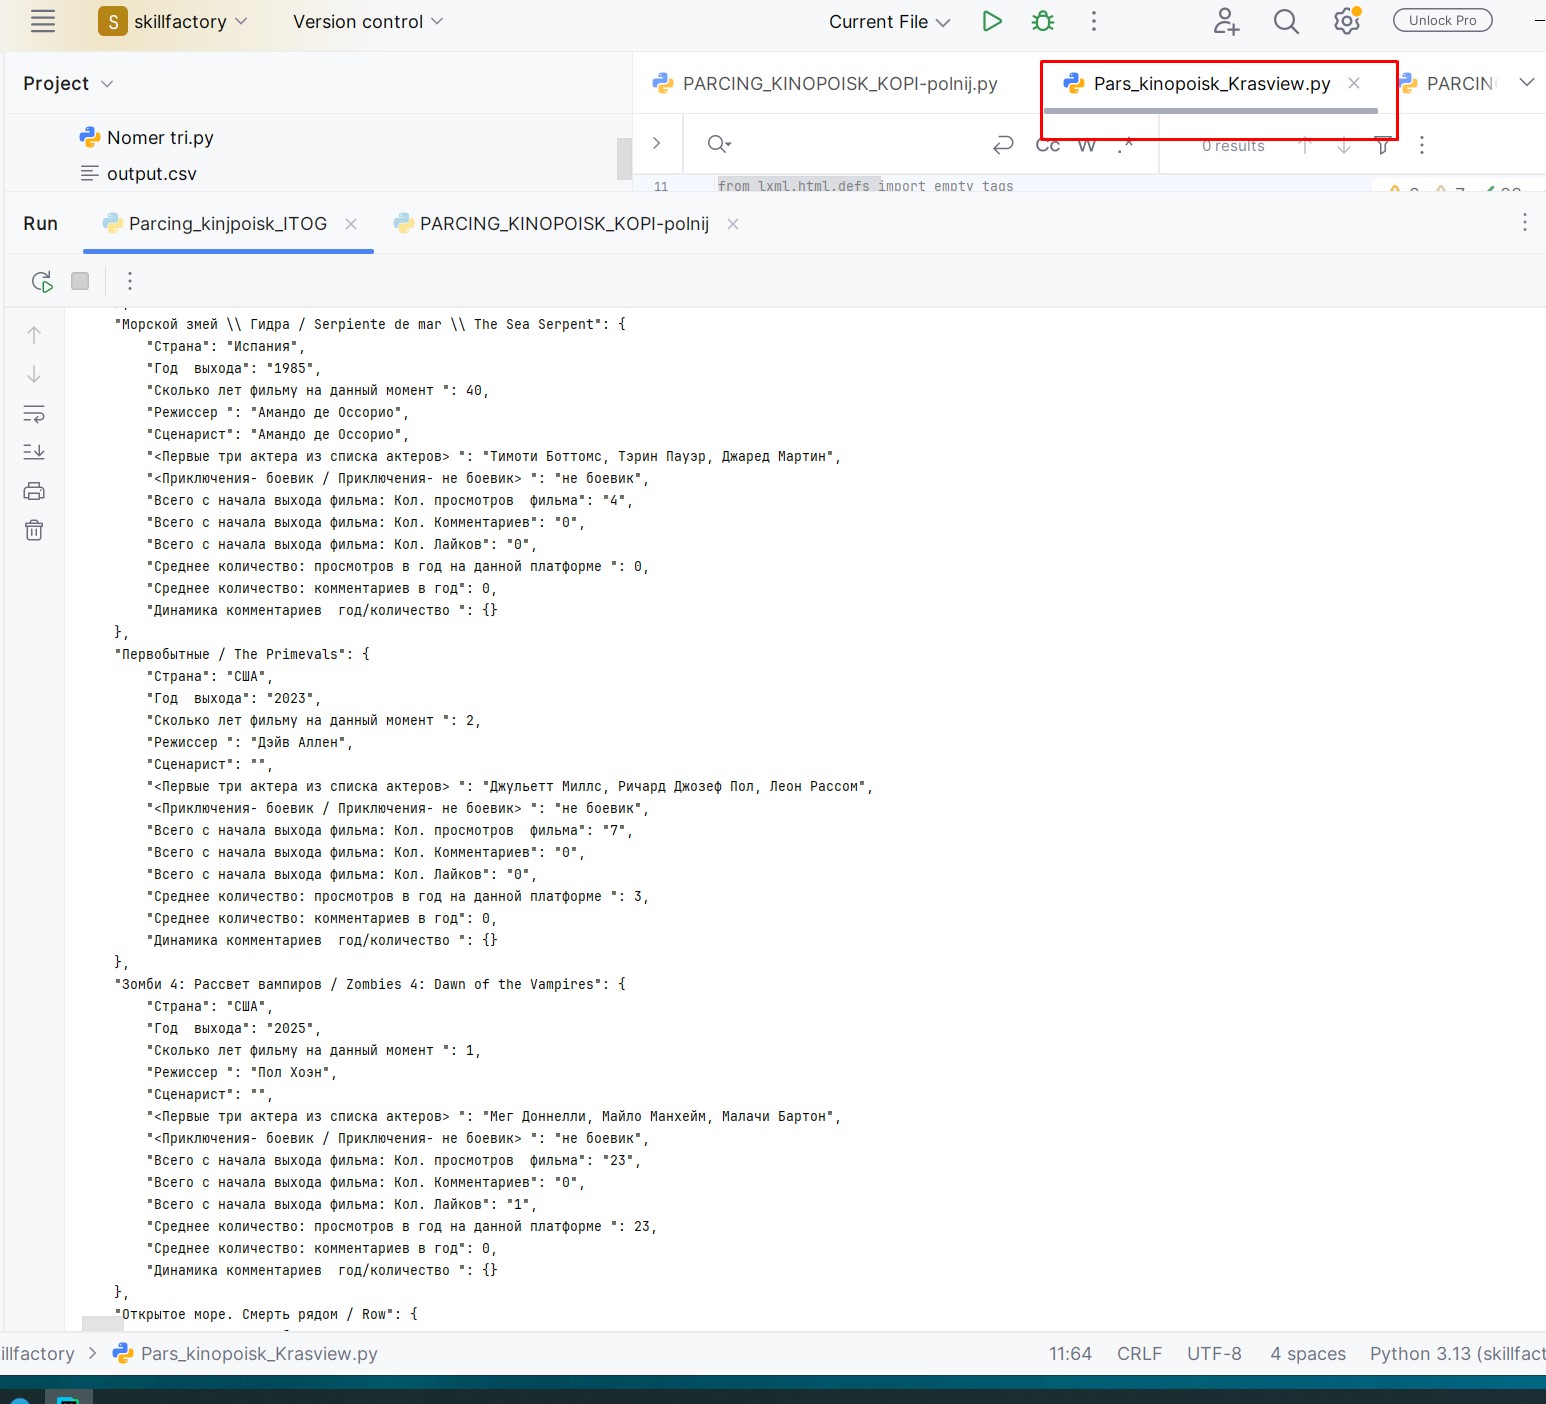 S skillfactory Version control Current File Unlock Pro
Project
PARCING_KINOPOISK_KOPI-polnij.py Pars_kinopoisk_Krasview.py PARCIN
Nomer tri.py
Cc W .* 0 results
output.csv
11 from lxml.html.defs import empty_tags
Run Parcing_kinjpoisk_ITOG PARCING_KINOPOISK_KOPI-polnij
"Морской змей \\ Гидра / Serpiente de mar \\ The Sea Serpent": {
"Страна": "Испания",
"Год  выхода": "1985",
"Сколько лет фильму на данный момент ": 40,
"Режиссер ": "Амандо де Оссорио",
"Сценарист": "Амандо де Оссорио",
"<Первые три актера из списка актеров> ": "Тимоти Боттомс, Тэрин Пауэр, Джаред Мартин",
"<Приключения- боевик / Приключения- не боевик> ": "не боевик",
"Всего с начала выхода фильма: Кол. просмотров  фильма": "4",
"Всего с начала выхода фильма: Кол. Комментариев": "0",
"Всего с начала выхода фильма: Кол. Лайков": "0",
"Среднее количество: просмотров в год на данной платформе ": 0,
"Среднее количество: комментариев в год": 0,
"Динамика комментариев  год/количество ": {}
},
"Первобытные / The Primevals": {
"Страна": "США",
"Год  выхода": "2023",
"Сколько лет фильму на данный момент ": 2,
"Режиссер ": "Дэйв Аллен",
"Сценарист": "",
"<Первые три актера из списка актеров> ": "Джульетт Миллс, Ричард Джозеф Пол, Леон Рассом",
"<Приключения- боевик / Приключения- не боевик> ": "не боевик",
"Всего с начала выхода фильма: Кол. просмотров  фильма": "7",
"Всего с начала выхода фильма: Кол. Комментариев": "0",
"Всего с начала выхода фильма: Кол. Лайков": "0",
"Среднее количество: просмотров в год на данной платформе ": 3,
"Среднее количество: комментариев в год": 0,
"Динамика комментариев  год/количество ": {}
},
"Зомби 4: Рассвет вампиров / Zombies 4: Dawn of the Vampires": {
"Страна": "США",
"Год  выхода": "2025",
"Сколько лет фильму на данный момент ": 1,
"Режиссер ": "Пол Хоэн",
"Сценарист": "",
"<Первые три актера из списка актеров> ": "Мег Доннелли, Майло Манхейм, Малачи Бартон",
"<Приключения- боевик / Приключения- не боевик> ": "не боевик",
"Всего с начала выхода фильма: Кол. просмотров  фильма": "23",
"Всего с начала выхода фильма: Кол. Комментариев": "0",
"Всего с начала выхода фильма: Кол. Лайков": "1",
"Среднее количество: просмотров в год на данной платформе ": 23,
"Среднее количество: комментариев в год": 0,
"Динамика комментариев  год/количество ": {}
},
"Открытое море. Смерть рядом / Row": {
illfactory > Pars_kinopoisk_Krasview.py 11:64 CRLF UTF-8 4 spaces Python 3.13 (skillfact